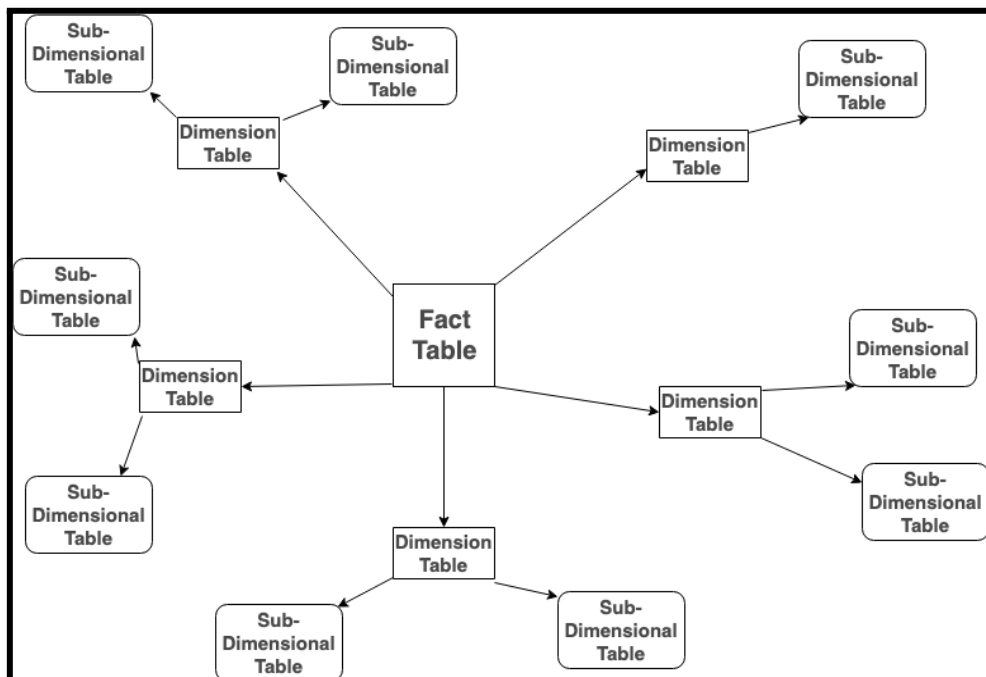 Sub-
Dimensional
Table
Sub-
Dimensional
Table
Sub-
Dimensional
Table
Dimension
Table
Dimension
Table
Sub-
Dimensional
Table
Fact
Table
Sub-
Dimensional
Table
Dimension
Table
Dimension
Table
Sub-
Dimensional
Table
Sub-
Dimensional
Table
Dimension
Table
Sub-
Dimensional
Table
Sub-
Dimensional
Table